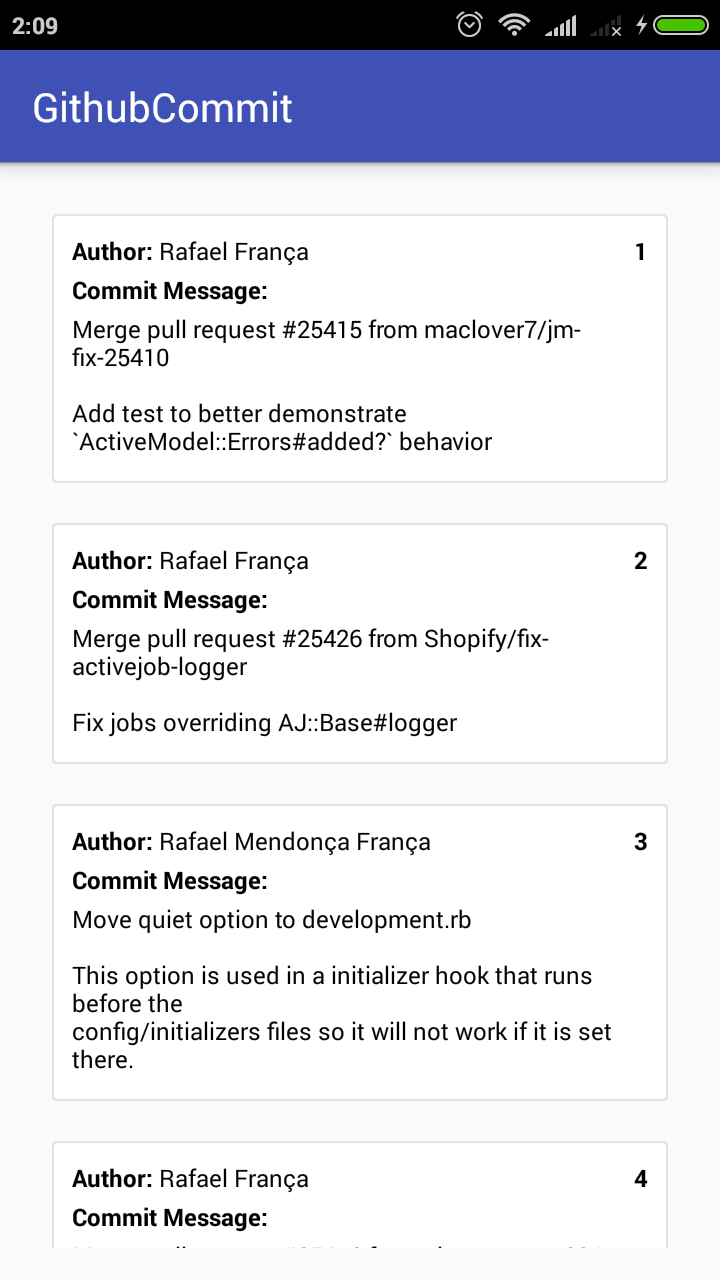 2:09
GithubCommit
Author: Rafael França 1
Commit Message:
Merge pull request #25415 from maclover7/jm-
fix-25410
Add test to better demonstrate
`ActiveModel::Errors#added?` behavior
Author: Rafael França 2
Commit Message:
Merge pull request #25426 from Shopify/fix-
activejob-logger
Fix jobs overriding AJ::Base#logger
Author: Rafael Mendonça França 3
Commit Message:
Move quiet option to development.rb
This option is used in a initializer hook that runs
before the
config/initializers files so it will not work if it is set
there.
Author: Rafael França 4
Commit Message: